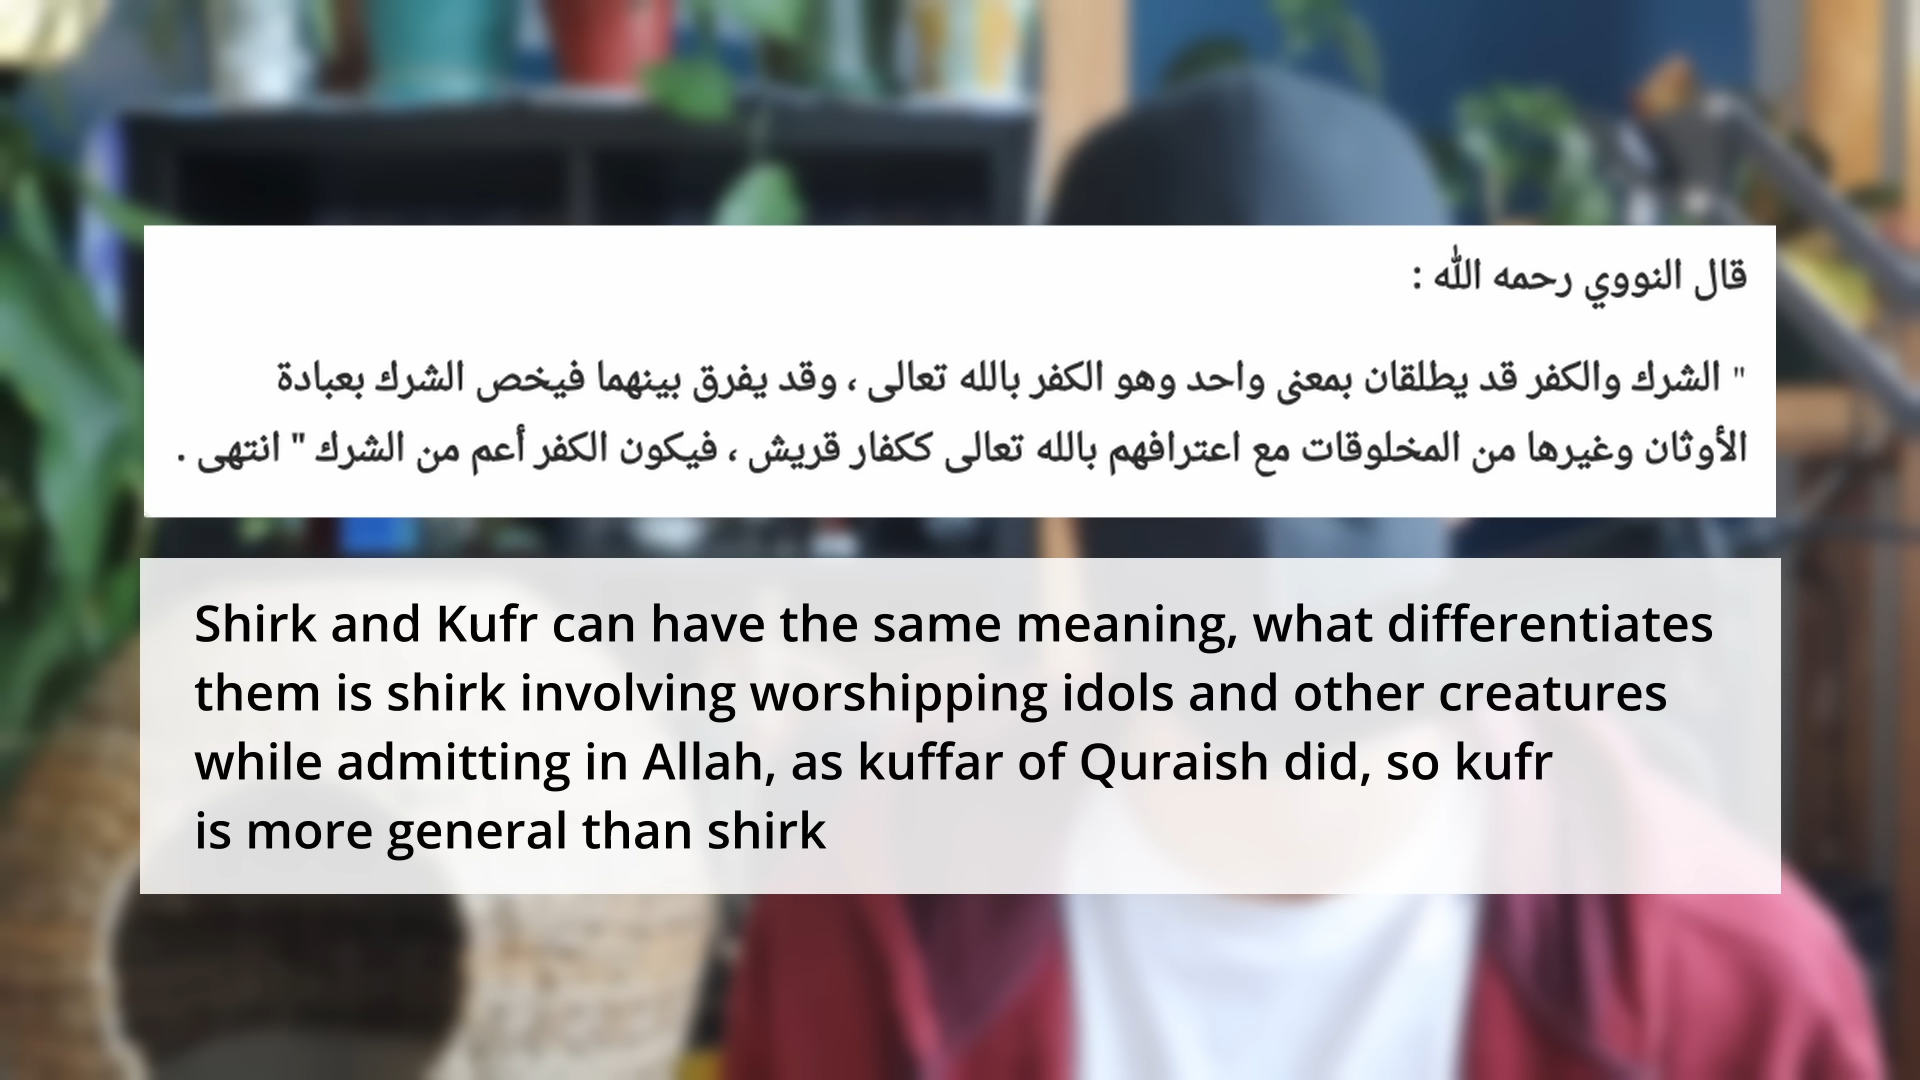 قال النووي رحمه الله :
" الشرك والكفر قد يطلقان بمعنى واحد وهو الكفر بالله تعالى ، وقد يفرق بينهما فيخص الشرك بعبادة
الأوثان وغيرها من المخلوقات مع اعترافهم بالله تعالى ككفار قريش ، فيكون الكفر أعم من الشرك " انتهى .
Shirk and Kufr can have the same meaning, what differentiates
them is shirk involving worshipping idols and other creatures
while admitting in Allah, as kuffar of Quraish did, so kufr
is more general than shirk